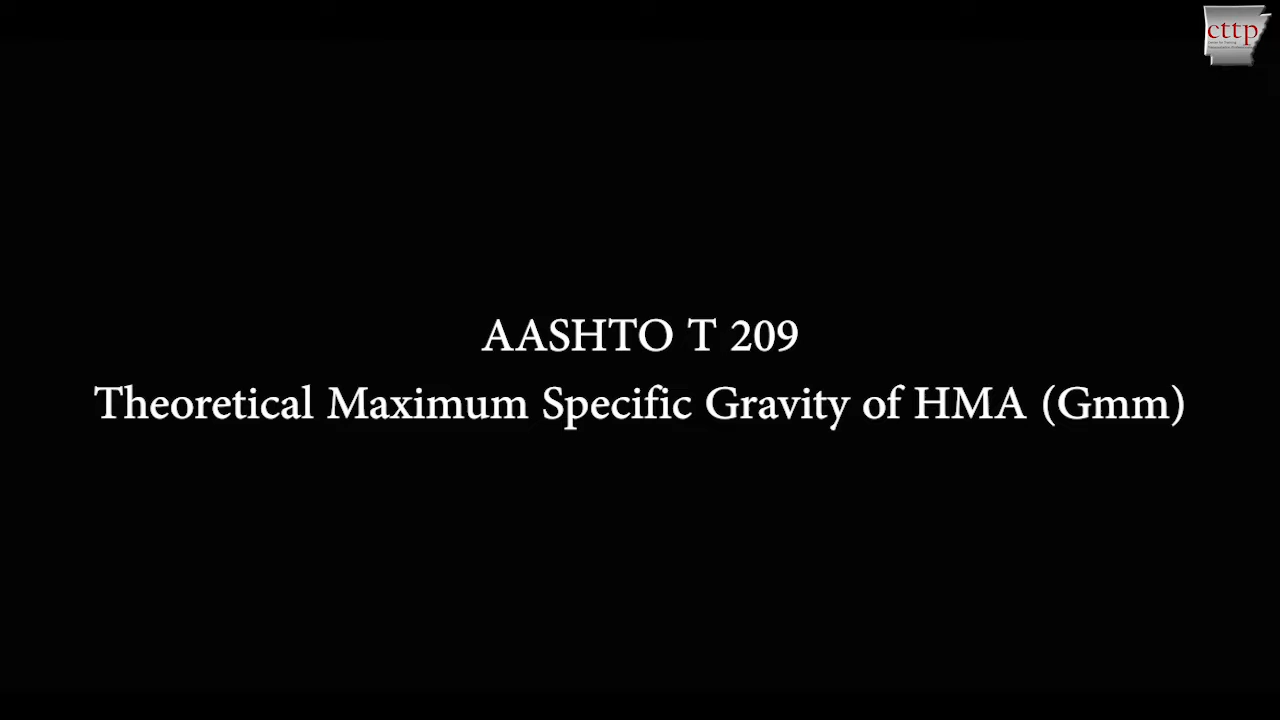 cttp
AASHTO T 209
Theoretical Maximum Specific Gravity of HMA (Gmm)